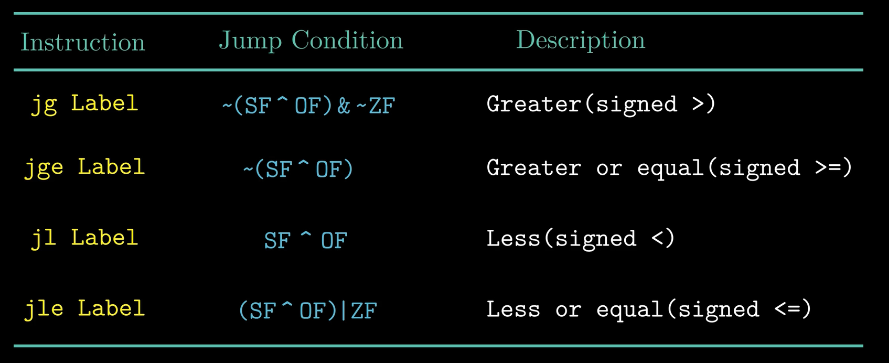 Instruction Jump Condition Description
jg Label ~(SF ^ OF) & ~ZF Greater(signed >)
jge Label ~(SF ^ OF) Greater or equal(signed >=)
jl Label SF ^ OF Less(signed <)
jle Label (SF ^ OF)|ZF Less or equal(signed <=)